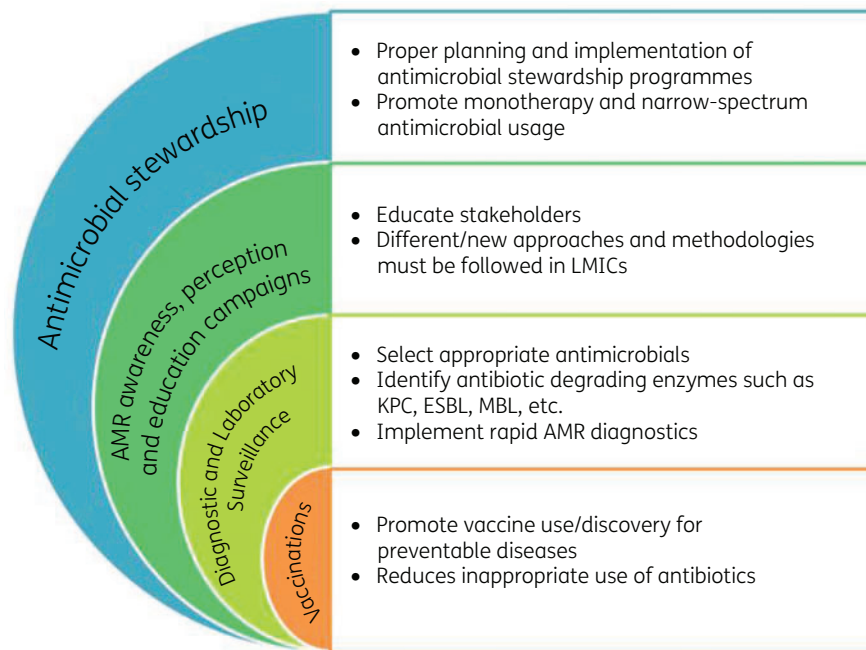 Antimicrobial stewardship
• Proper planning and implementation of
antimicrobial stewardship programmes
• Promote monotherapy and narrow-spectrum
antimicrobial usage
AMR awareness, perception
and education campaigns
• Educate stakeholders
• Different/new approaches and methodologies
must be followed in LMICs
Diagnostic and Laboratory
Surveillance
• Select appropriate antimicrobials
• Identify antibiotic degrading enzymes such as
KPC, ESBL, MBL, etc.
• Implement rapid AMR diagnostics
Vaccinations
• Promote vaccine use/discovery for
preventable diseases
• Reduces inappropriate use of antibiotics